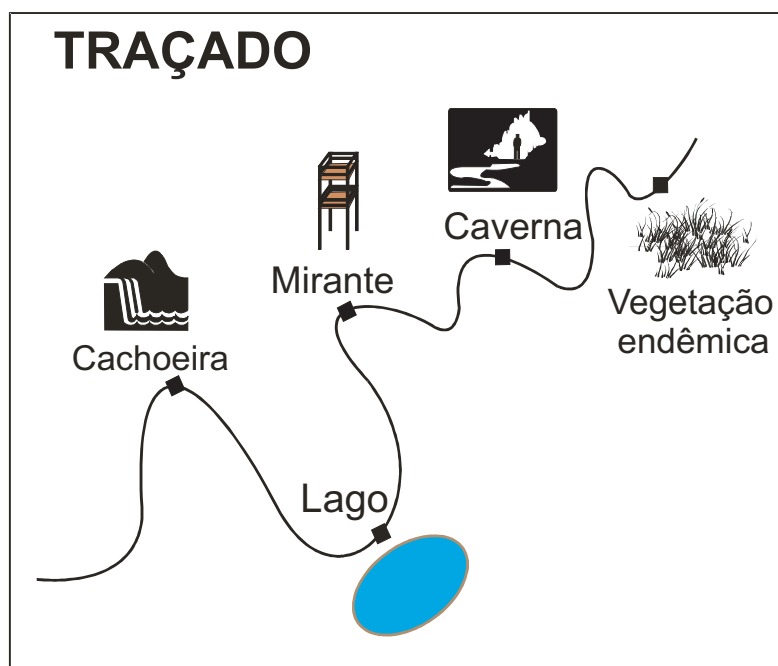 TRAÇADO
Caverna
Mirante
Vegetação
endêmica
Cachoeira
Lago